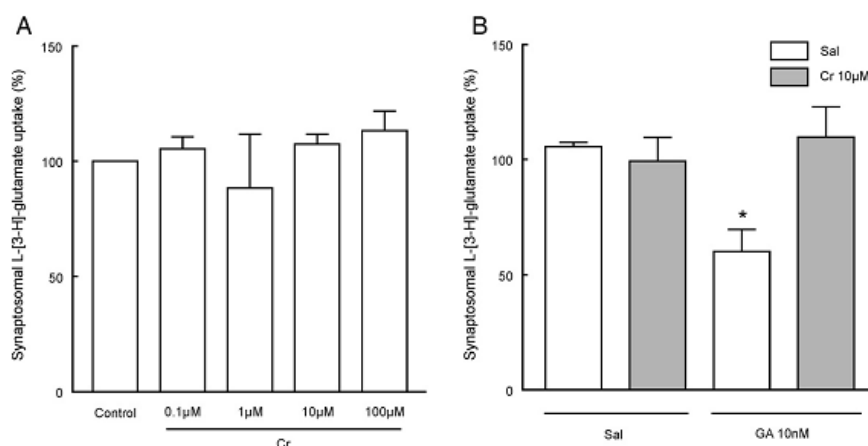 A
Synaptosomal L-[3-H]-glutamate uptake (%)
150
100
50
0
Control
0.1µM
1µM
10µM
100µM
Cr
B
Synaptosomal L-[3-H]-glutamate uptake (%)
150
100
50
0
Sal
Cr 10µM
*
Sal
GA 10nM